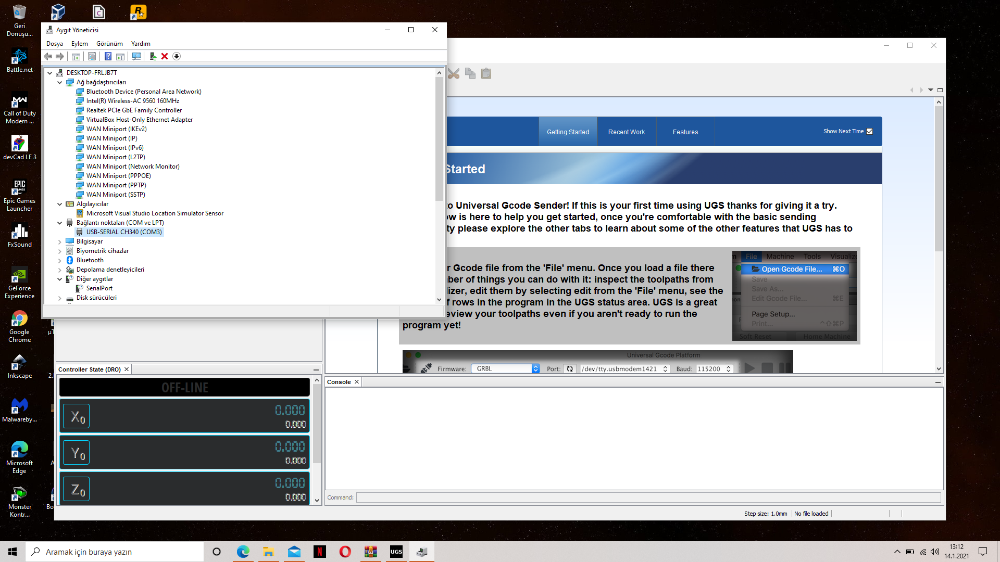 Geri
Dönüşü...
Battle.net
Call of Duty
Modern ...
devCad LE 3
EPIC
GAMES
Epic Games
Launcher
FxSound
GeForce
Experience
Google
Chrome
Inkscape
Malwareby...
Microsoft
Edge
Monster
Kontr...
Aygıt Yöneticisi
Dosya Eylem Görünüm Yardım
DESKTOP-FRLJB7T
Ağ bağdaştırıcıları
Bluetooth Device (Personal Area Network)
Intel(R) Wireless-AC 9560 160MHz
Realtek PCIe GbE Family Controller
VirtualBox Host-Only Ethernet Adapter
WAN Miniport (IKEv2)
WAN Miniport (IP)
WAN Miniport (IPv6)
WAN Miniport (L2TP)
WAN Miniport (Network Monitor)
WAN Miniport (PPPOE)
WAN Miniport (PPTP)
WAN Miniport (SSTP)
Algılayıcılar
Microsoft Visual Studio Location Simulator Sensor
Bağlantı noktaları (COM ve LPT)
USB-SERIAL CH340 (COM3)
Bilgisayar
Biyometrik cihazlar
Bluetooth
Depolama denetleyicileri
Diğer aygıtlar
SerialPort
Disk sürücüleri
Getting Started Recent Work Features Show Next Time
Started
to Universal Gcode Sender! If this is your first time using UGS thanks for giving it a try.
ow is here to help you get started, once you're comfortable with the basic sending
ty please explore the other tabs to learn about some of the other features that UGS has to
r Gcode file from the 'File' menu. Once you load a file there
ber of things you can do with it: inspect the toolpaths from
lizer, edit them by selecting edit from the 'File' menu, see the
f rows in the program in the UGS status area. UGS is a great
eview your toolpaths even if you aren't ready to run the
program yet!
File Machine Tools Visualize
Open Gcode File... ⌘O
Save
Save As...
Edit Gcode File... ⌘E
Page Setup...
Print... ^⇧⌘P
Soft Reset Home Machine
Universal Gcode Platform
Firmware: GRBL Port: /dev/tty.usbmodem1421 Baud: 115200
Controller State (DRO)
OFF-LINE
X0 0.000
0.000
Y0 0.000
0.000
Z0 0.000
0.000
Console
Command:
Step size: 1.0mm No file loaded
Aramak için buraya yazın
UGS
13:12
14.1.2021